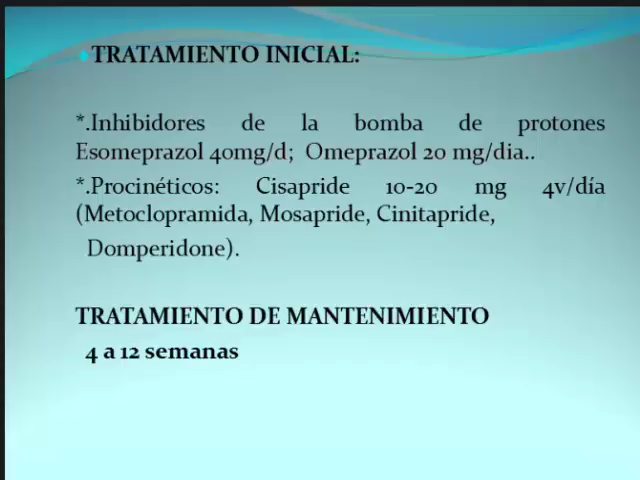 TRATAMIENTO INICIAL:
*.Inhibidores de la bomba de protones
Esomeprazol 40mg/d; Omeprazol 20 mg/dia..
*.Procinéticos: Cisapride 10-20 mg 4v/día
(Metoclopramida, Mosapride, Cinitapride,
Domperidone).
TRATAMIENTO DE MANTENIMIENTO
4 a 12 semanas